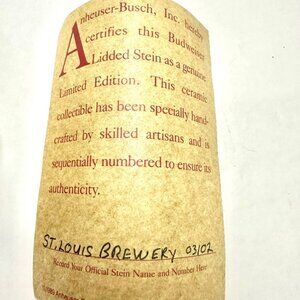 Anheuser-Busch, Inc. hereby
certifies this Budweiser
Lidded Stein as a genuine
Limited Edition. This ceramic
collectible has been specially hand-
crafted by skilled artisans and is
sequentially numbered to ensure its
authenticity.
ST. LOUIS BREWERY 03/02
Record Your Official Stein Name and Number Here